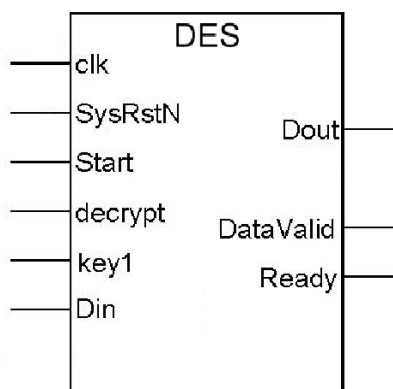 DES
clk
SysRstN
Start
decrypt
key1
Din
Dout
DataValid
Ready